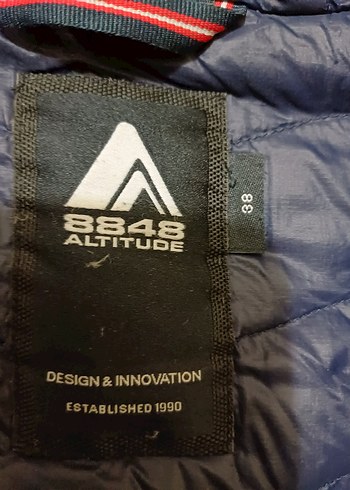 8848
ALTITUDE
38
DESIGN & INNOVATION
ESTABLISHED 1990